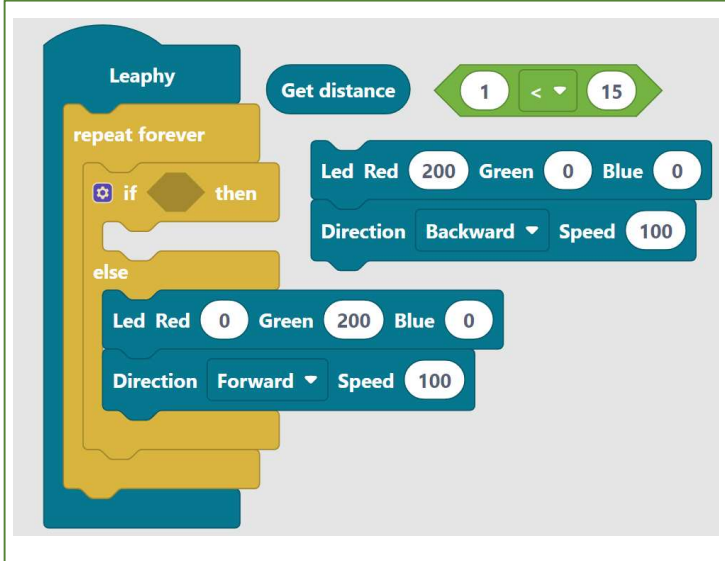 Leaphy
Get distance
1 < 15
repeat forever
Led Red 200 Green 0 Blue 0
if then
Direction Backward Speed 100
else
Led Red 0 Green 200 Blue 0
Direction Forward Speed 100